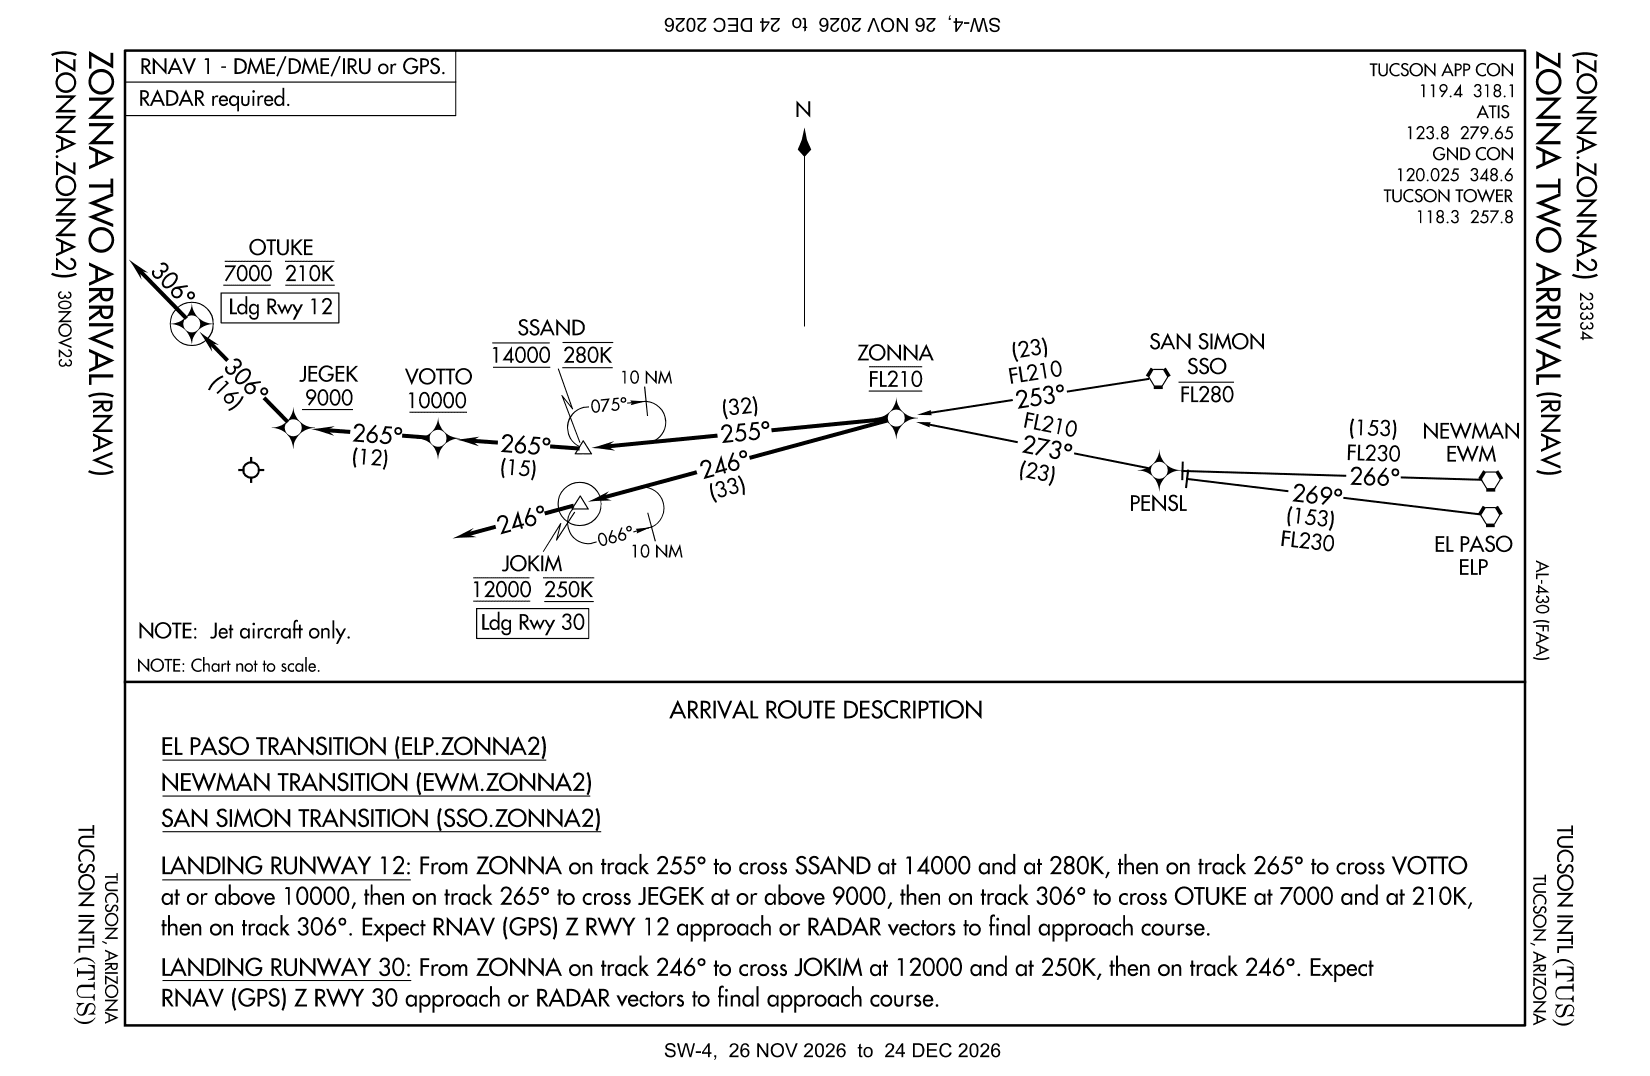 SW-4, 26 NOV 2026 to 24 DEC 2026
ZONNA TWO ARRIVAL (RNAV)
(ZONNA.ZONNA2) 30NOV23
TUCSON, ARIZONA
TUCSON INTL (TUS)
RNAV 1 - DME/DME/IRU or GPS.
RADAR required.
TUCSON APP CON
119.4 318.1
ATIS
123.8 279.65
GND CON
120.025 348.6
TUCSON TOWER
118.3 257.8
N
OTUKE
7000 210K
Ldg Rwy 12
306°
306°
(16)
JEGEK
9000
265°
(12)
VOTTO
10000
265°
(15)
SSAND
14000 280K
10 NM
075°
(32)
255°
246°
(33)
ZONNA
FL210
(23)
FL210
253°
SAN SIMON
SSO
FL280
FL210
273°
(23)
PENSL
(153)
FL230
266°
NEWMAN
EWM
269°
(153)
FL230
EL PASO
ELP
246°
066°
10 NM
JOKIM
12000 250K
Ldg Rwy 30
NOTE: Jet aircraft only.
NOTE: Chart not to scale.
ARRIVAL ROUTE DESCRIPTION
EL PASO TRANSITION (ELP.ZONNA2)
NEWMAN TRANSITION (EWM.ZONNA2)
SAN SIMON TRANSITION (SSO.ZONNA2)
LANDING RUNWAY 12: From ZONNA on track 255° to cross SSAND at 14000 and at 280K, then on track 265° to cross VOTTO
at or above 10000, then on track 265° to cross JEGEK at or above 9000, then on track 306° to cross OTUKE at 7000 and at 210K,
then on track 306°. Expect RNAV (GPS) Z RWY 12 approach or RADAR vectors to final approach course.
LANDING RUNWAY 30: From ZONNA on track 246° to cross JOKIM at 12000 and at 250K, then on track 246°. Expect
RNAV (GPS) Z RWY 30 approach or RADAR vectors to final approach course.
(ZONNA.ZONNA2) 23334
ZONNA TWO ARRIVAL (RNAV)
AL-430 (FAA)
TUCSON INTL (TUS)
TUCSON, ARIZONA
SW-4, 26 NOV 2026 to 24 DEC 2026